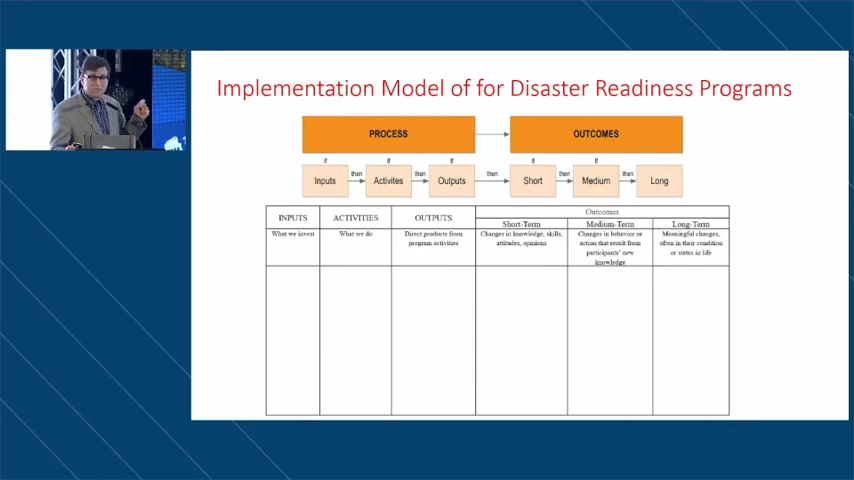 Implementation Model of for Disaster Readiness Programs
PROCESS
OUTCOMES
If
If
If
If
If
then
then
then
then
then
Inputs
Activites
Outputs
Short
Medium
Long
INPUTS
ACTIVITIES
OUTPUTS
Outcomes
Short-Term
Medium-Term
Long-Term
What we invest
What we do
Direct products from
program activities
Changes in knowledge, skills,
attitudes, opinions
Changes in behavior or
action that result from
participants' new
knowledge
Meaningful changes,
often in their condition
or states in life